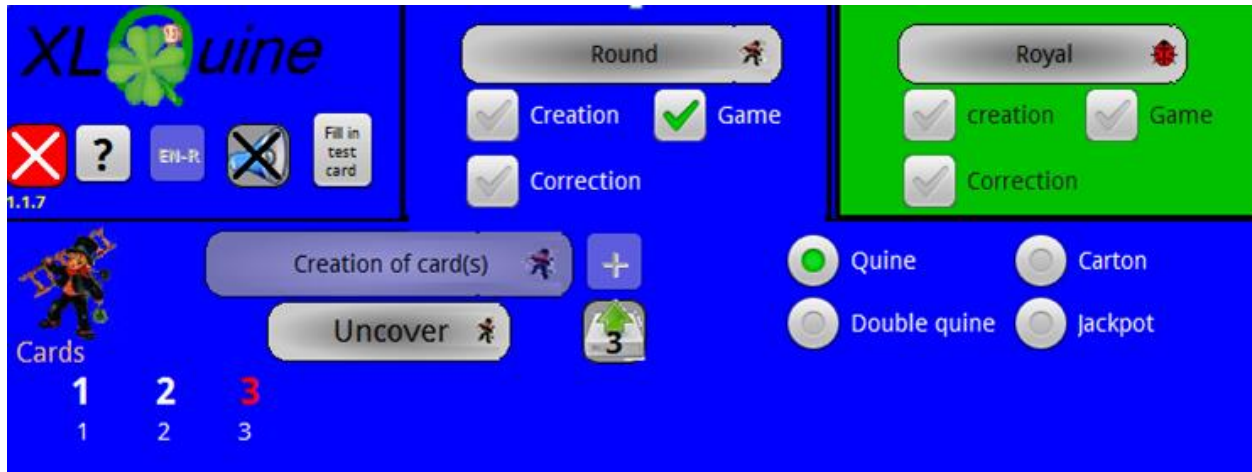 XLQuine
?
EN-R
Fill in
test
card
1.1.7
Round
Creation
Game
Correction
Royal
creation
Game
Correction
Creation of card(s)
+
Uncover
3
Quine
Carton
Double quine
Jackpot
Cards
1 2 3
1 2 3